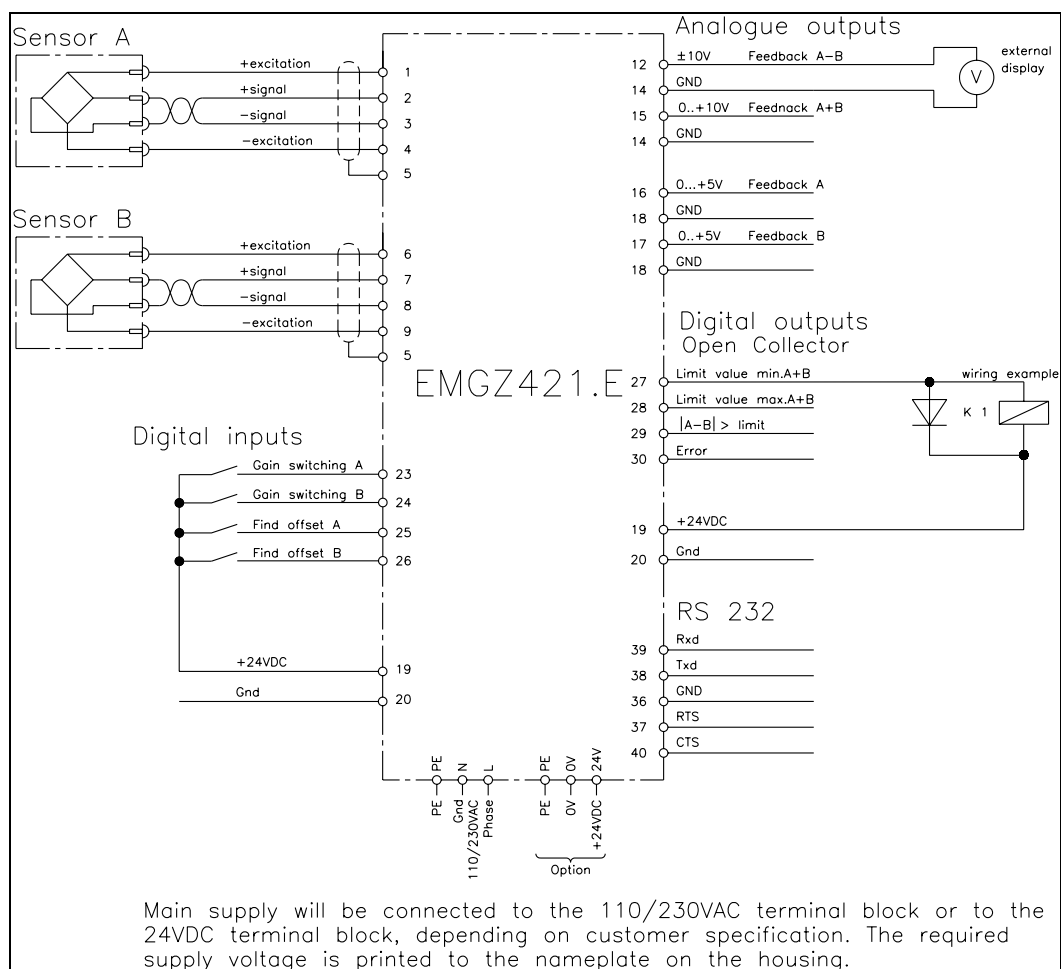 Sensor A
+excitation
1
+signal
2
-signal
3
-excitation
4
5
Sensor B
+excitation
6
+signal
7
-signal
8
-excitation
9
5
EMGZ421.E
Digital inputs
Gain switching A
23
Gain switching B
24
Find offset A
25
Find offset B
26
+24VDC
19
Gnd
20
Analogue outputs
12 ±10V Feedback A-B
14 GND
V
external
display
15 0..+10V Feednack A+B
14 GND
16 0...+5V Feedback A
18 GND
17 0..+5V Feedback B
18 GND
Digital outputs
Open Collector
27 Limit value min.A+B
wiring example
28 Limit value max.A+B
K 1
29 |A-B| > limit
30 Error
19 +24VDC
20 Gnd
RS 232
39 Rxd
38 Txd
36 GND
37 RTS
40 CTS
PE
N
L
PE
0V
24V
PE
Gnd
110/230VAC
Phase
PE
0V
+24VDC
Option
Main supply will be connected to the 110/230VAC terminal block or to the
24VDC terminal block, depending on customer specification. The required
supply voltage is printed to the nameplate on the housing.